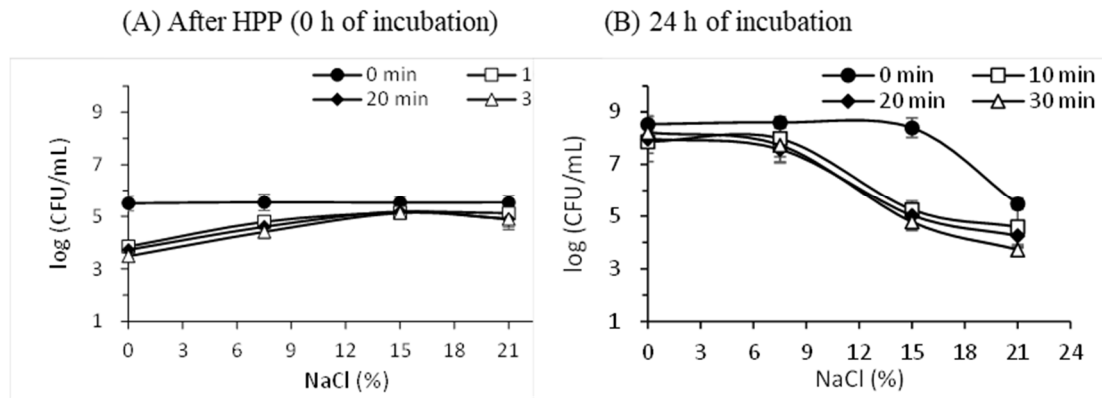 (A) After HPP (0 h of incubation)
(B) 24 h of incubation
0 min 1
20 min 3
log (CFU/mL)
9
7
5
3
1
0 3 6 9 12 15 18 21
NaCl (%)
0 min 10 min
20 min 30 min
log (CFU/mL)
9
7
5
3
1
0 3 6 9 12 15 18 21 24
NaCl (%)